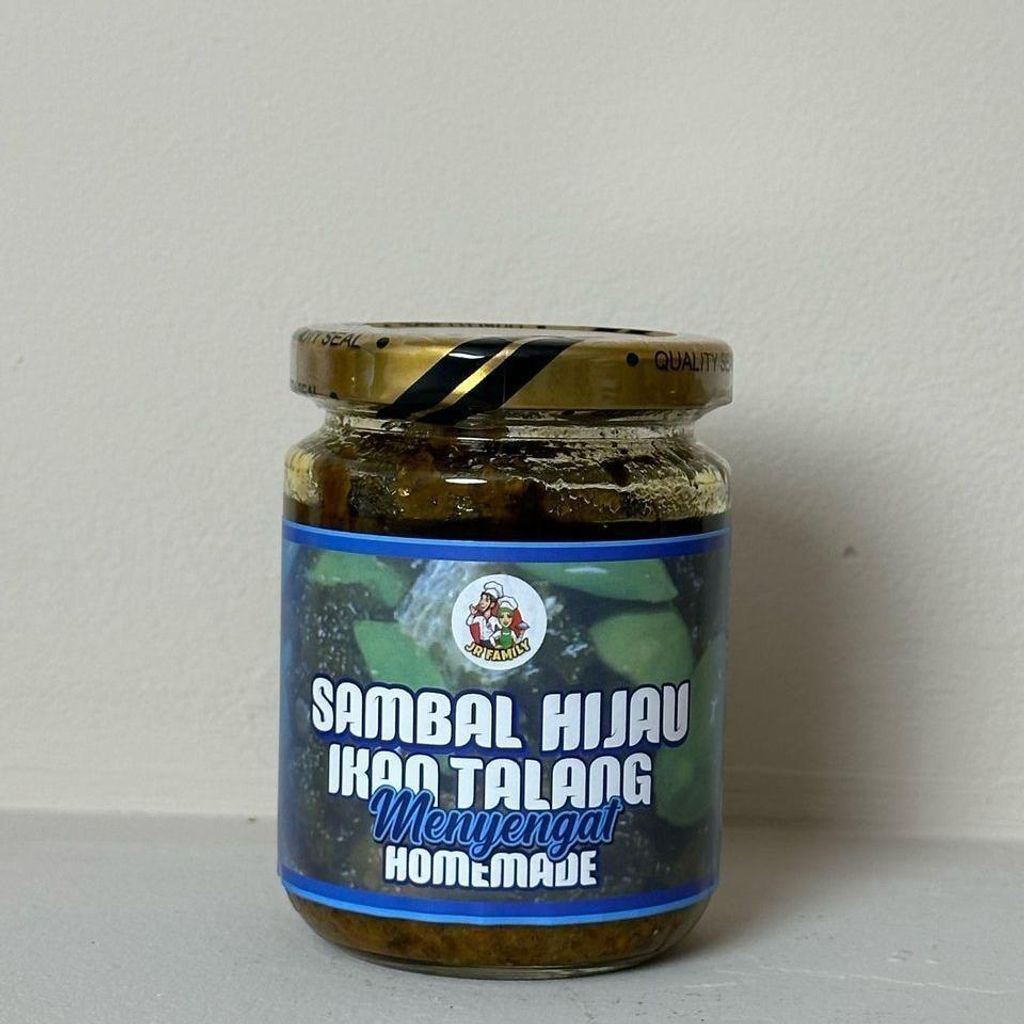 QUALITY SEAL
JR FAMILY
SAMBAL HIJAU
IKAN TALANG
Menyengat
HOMEMADE